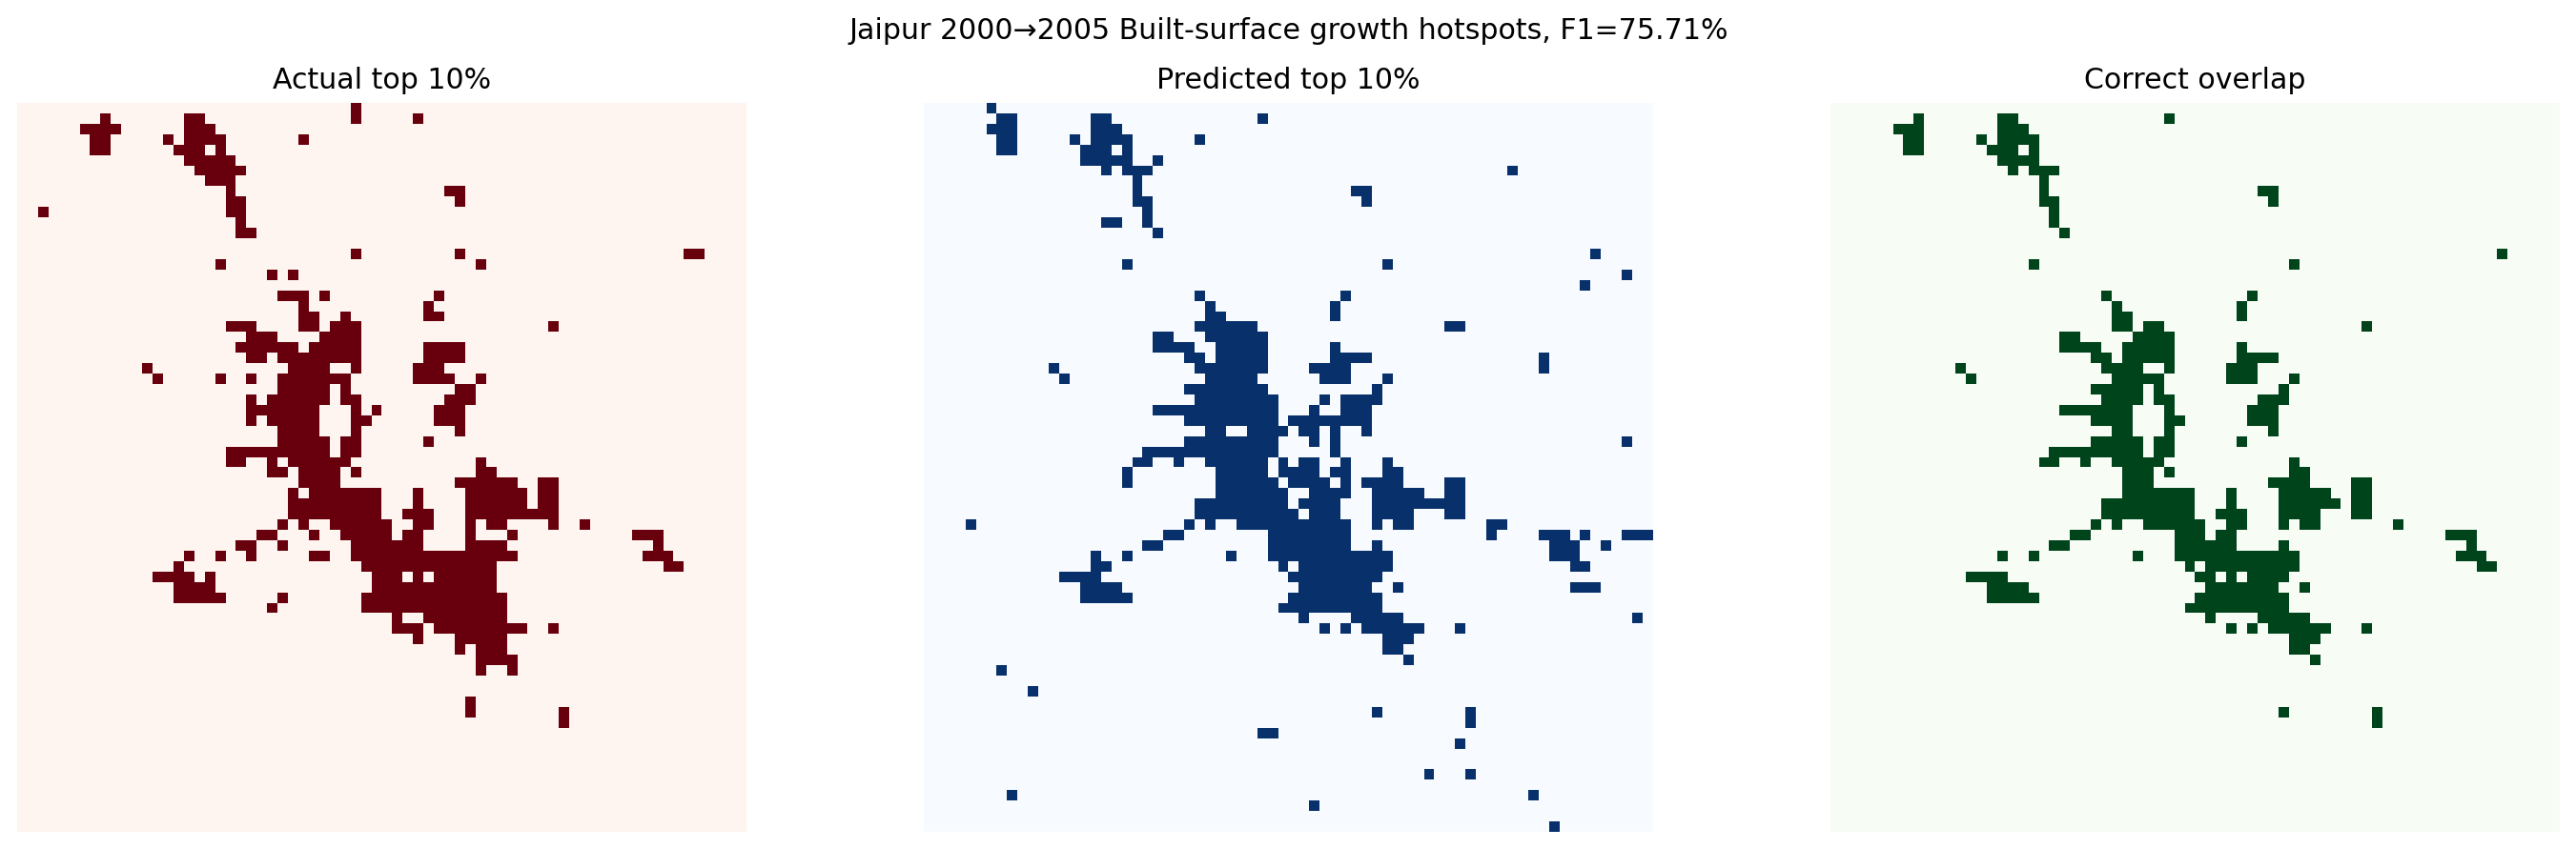 Jaipur 2000→2005 Built-surface growth hotspots, F1=75.71%
Actual top 10%
Predicted top 10%
Correct overlap